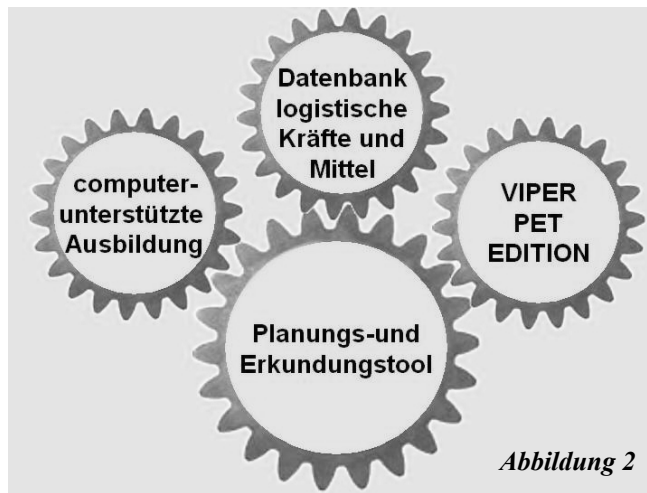 Datenbank
logistische
Kräfte und
Mittel
computer-
unterstützte
Ausbildung
VIPER
PET
EDITION
Planungs-und
Erkundungstool
Abbildung 2